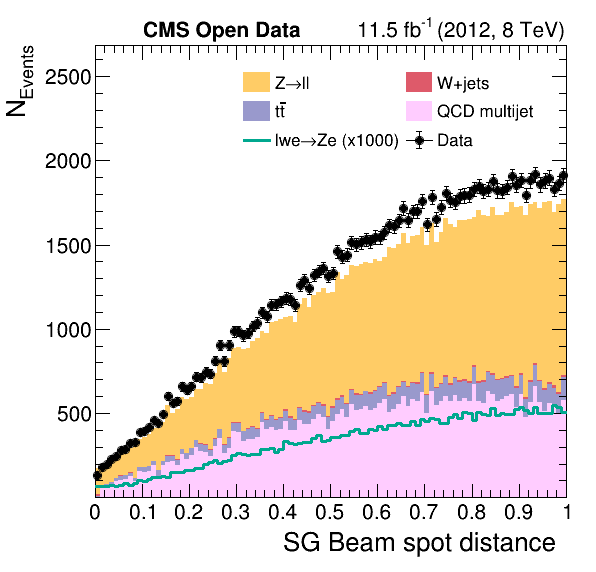 CMS Open Data 11.5 fb⁻¹ (2012, 8 TeV)
N_Events
2500
2000
1500
1000
500
Z→ll W+jets
tt̄ QCD multijet
lwe→Ze (x1000) Data
0 0.1 0.2 0.3 0.4 0.5 0.6 0.7 0.8 0.9 1
SG Beam spot distance